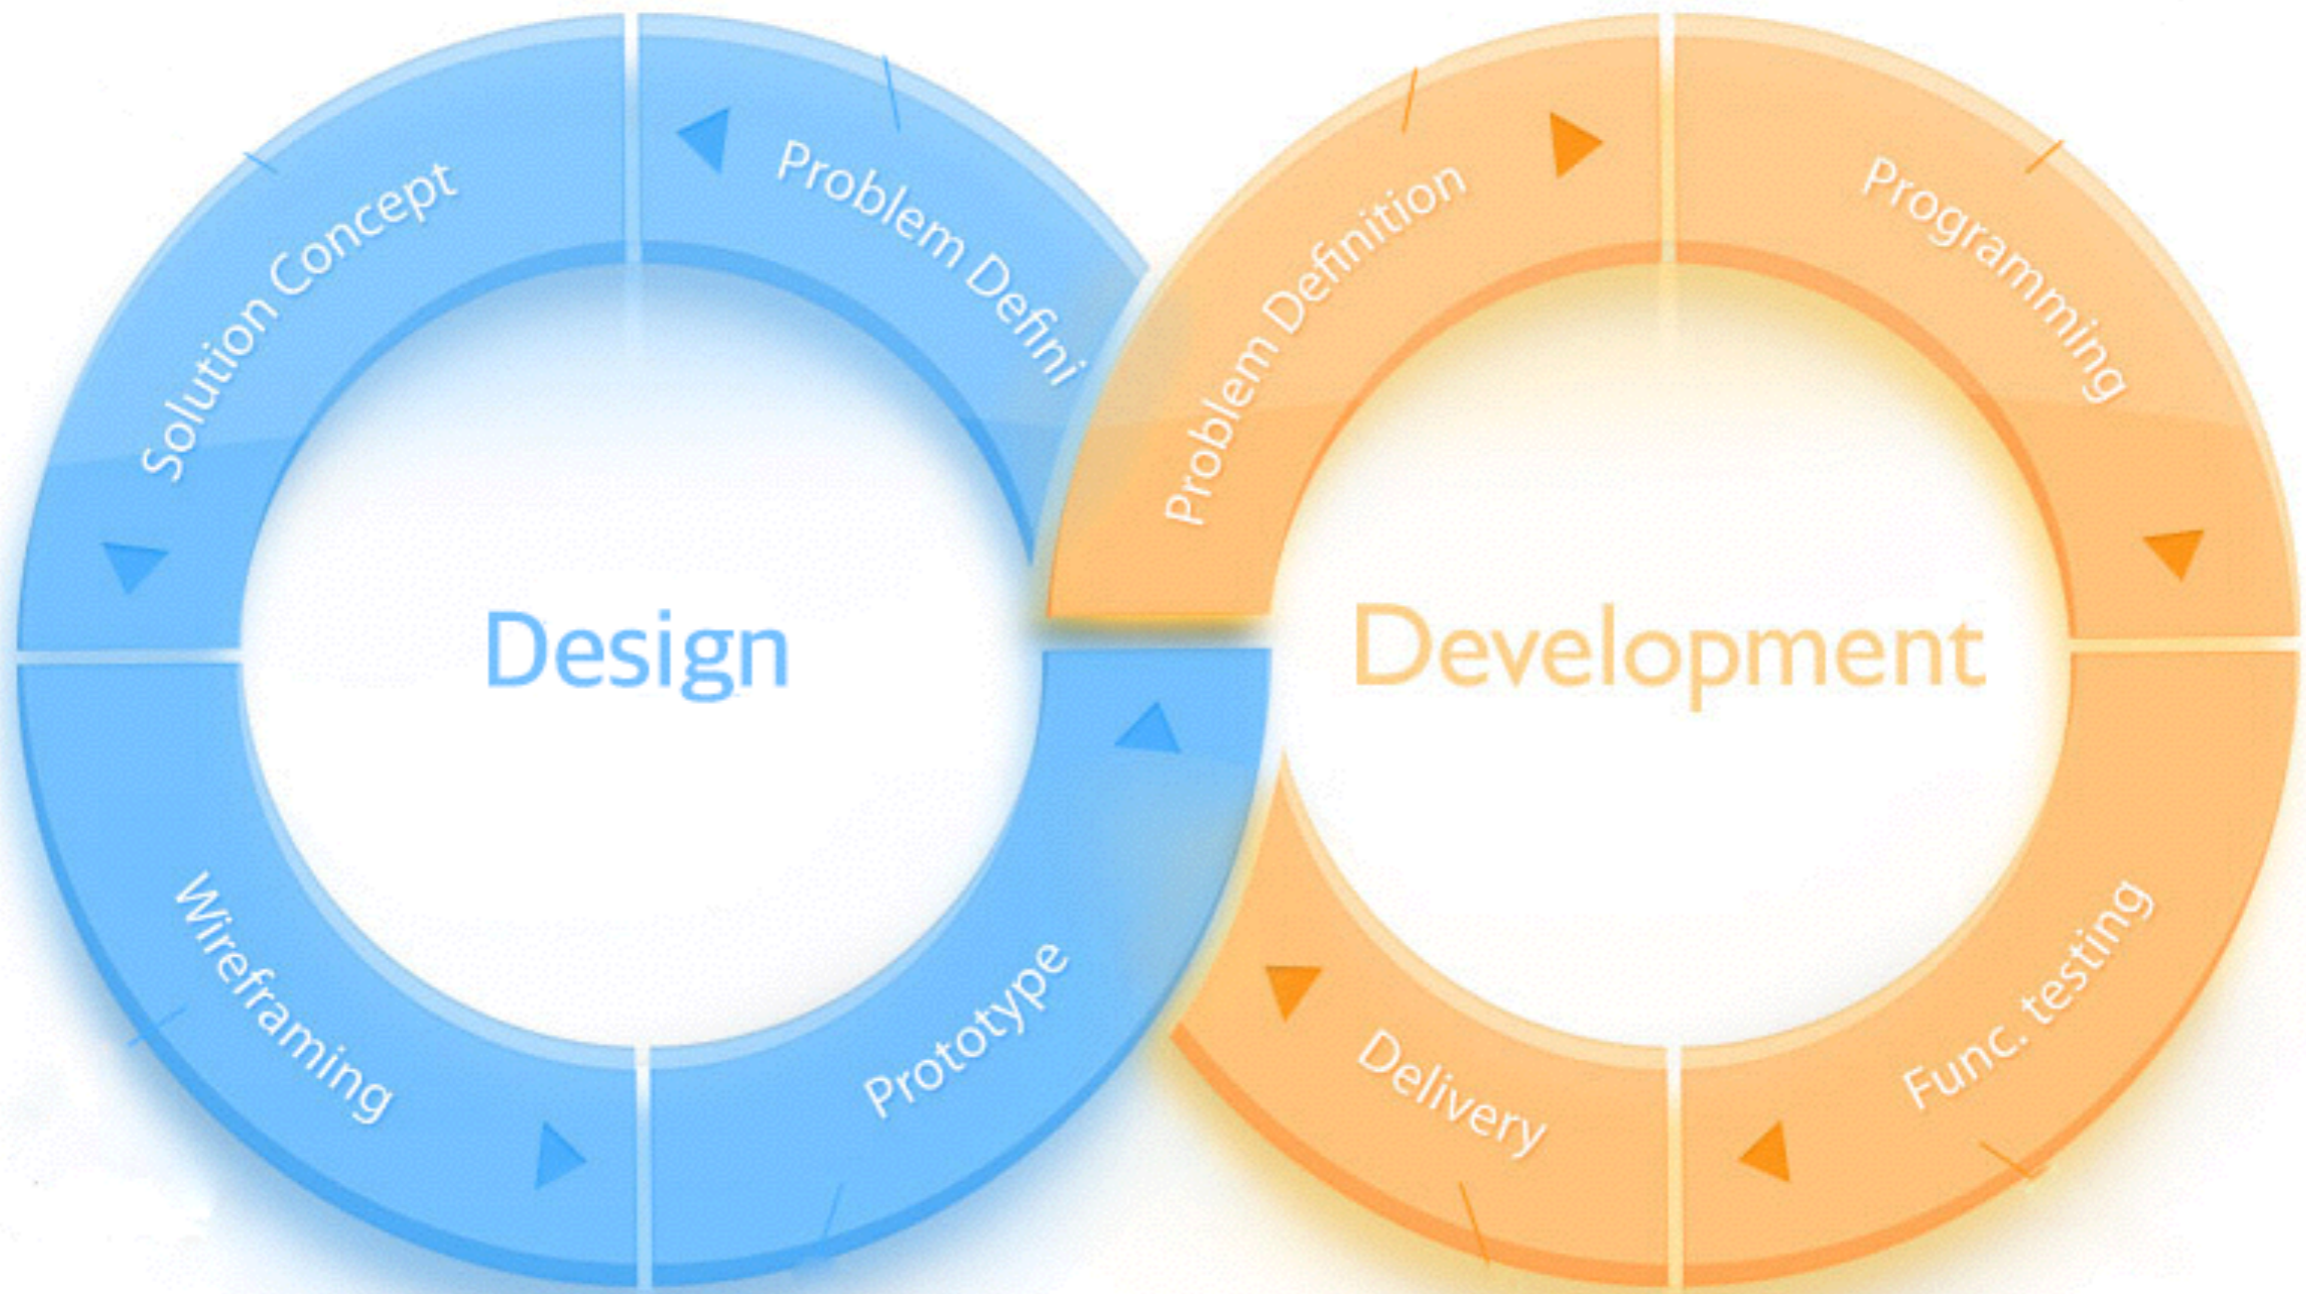 Solution Concept
Problem Defini
Wireframing
Prototype
Design
Problem Definition
Programming
Func. testing
Delivery
Development